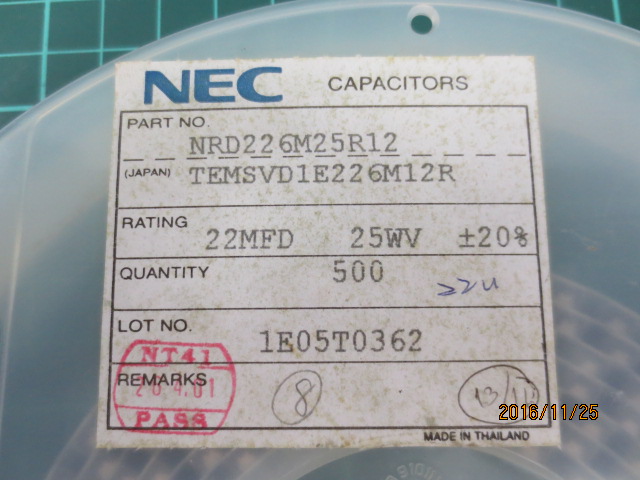 NEC CAPACITORS
PART NO.
NRD226M25R12
(JAPAN) TEMSVD1E226M12R
RATING
22MFD 25WV ±20%
QUANTITY 500
22u
LOT NO.
1E05T0362
NT41
REMARKS
PASS
8
2016/11/25
MADE IN THAILAND